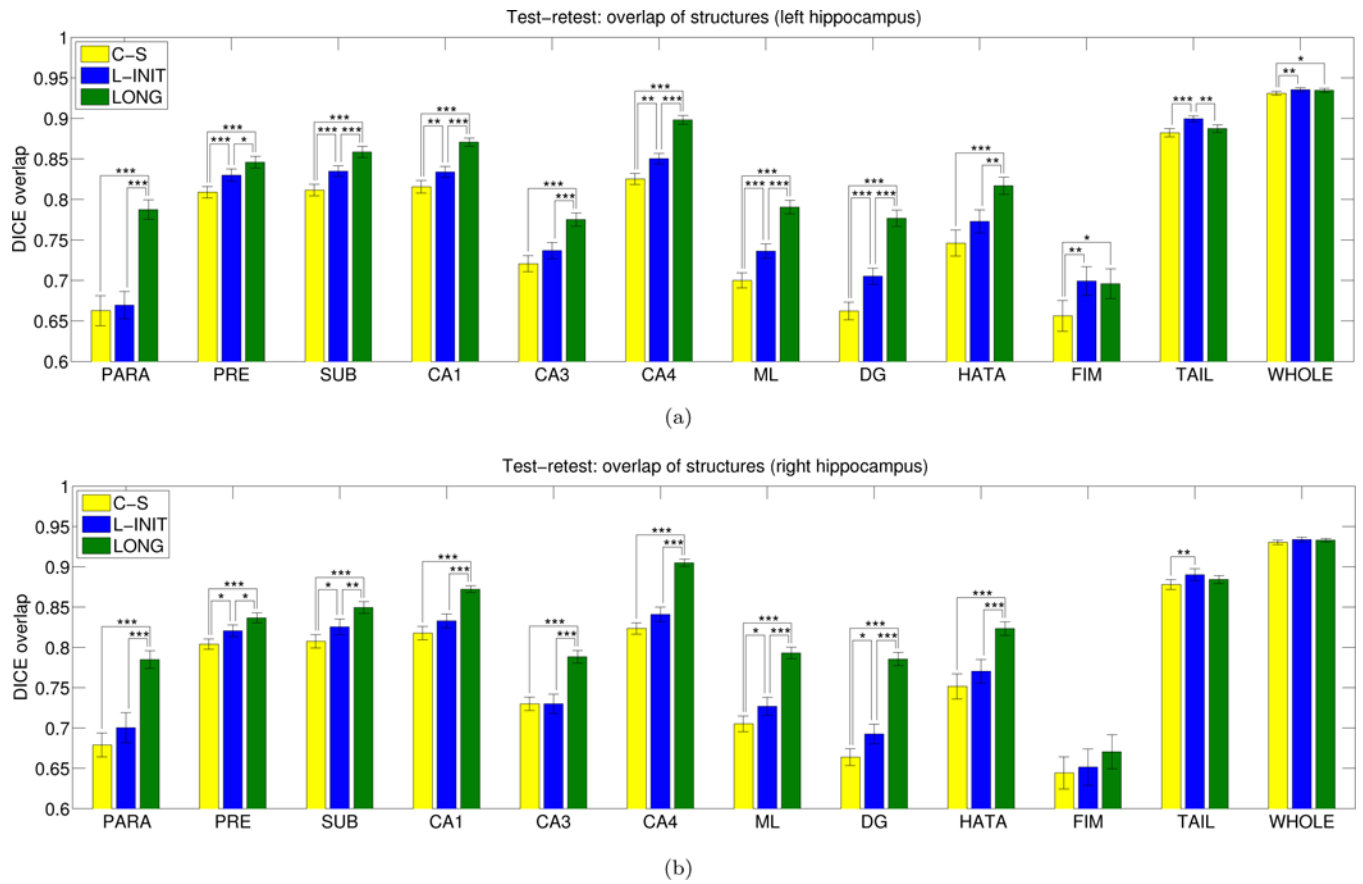 Test-retest: overlap of structures (left hippocampus)
1
0.95
0.9
0.85
0.8
0.75
0.7
0.65
0.6
DICE overlap
C-S
L-INIT
LONG
*** ***
*** *** *
*** *** ***
*** ** ***
*** ***
*** ** ***
*** *** ***
*** *** ***
*** **
* **
*** **
* **
PARA PRE SUB CA1 CA3 CA4 ML DG HATA FIM TAIL WHOLE
(a)
Test-retest: overlap of structures (right hippocampus)
1
0.95
0.9
0.85
0.8
0.75
0.7
0.65
0.6
DICE overlap
C-S
L-INIT
LONG
*** ***
*** * *
*** * **
*** ***
*** ***
*** ***
*** * ***
*** * ***
*** ***
**
PARA PRE SUB CA1 CA3 CA4 ML DG HATA FIM TAIL WHOLE
(b)